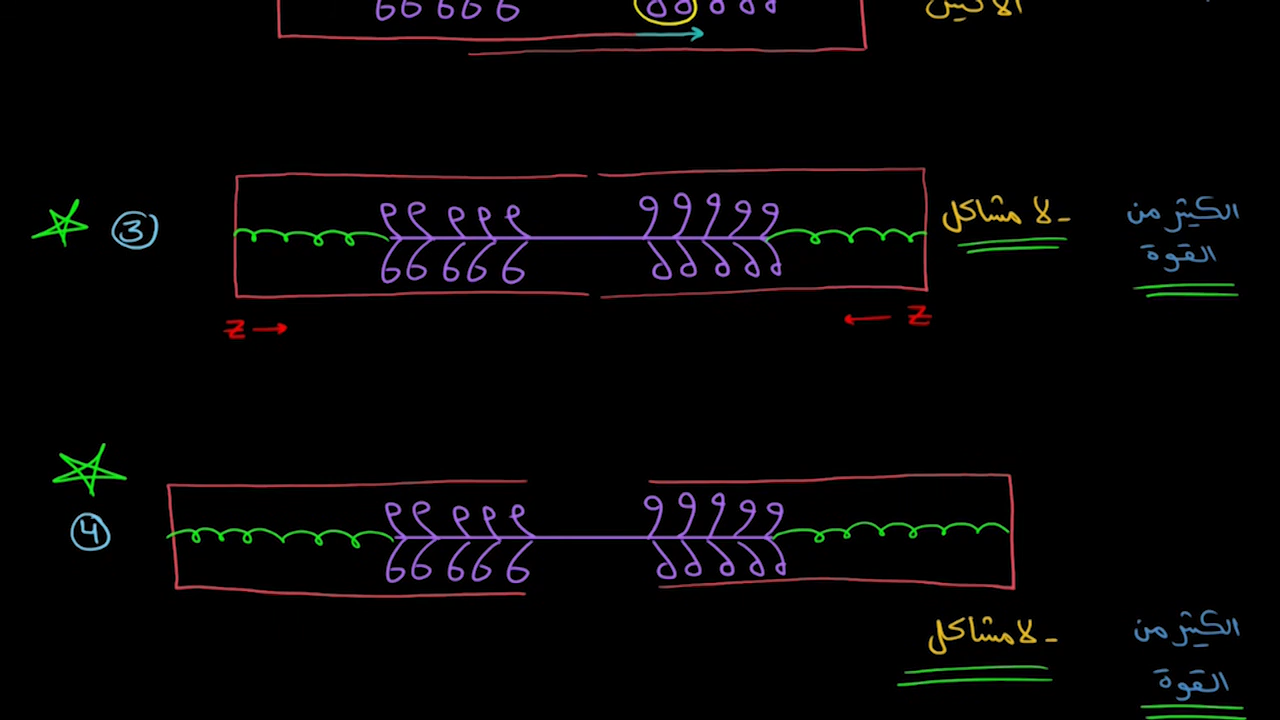 الأكتين
3
- لا مشاكل
الكثير من
القوة
Z → ← Z
4
- لا مشاكل
الكثير من
القوة